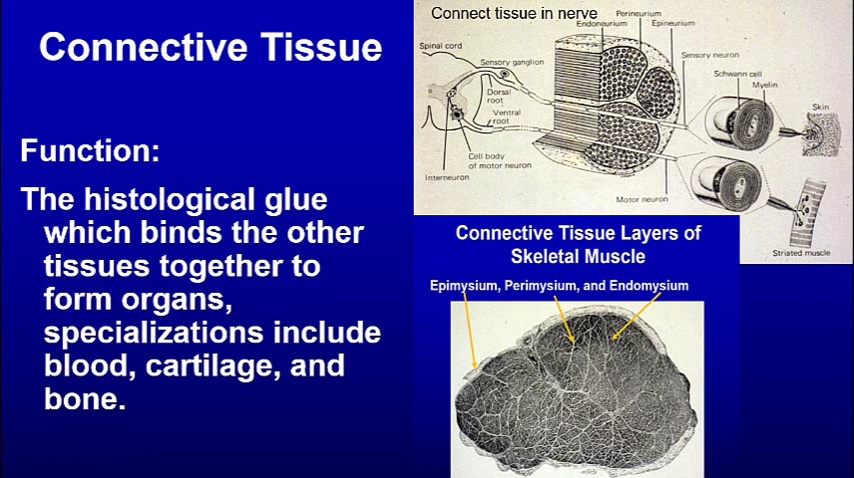 Connective Tissue
Function:
The histological glue
which binds the other
tissues together to
form organs,
specializations include
blood, cartilage, and
bone.
Connect tissue in nerve
Perineurium
Endoneurium
Epineurium
Spinal cord
Sensory ganglion
Sensory neuron
Schwann cell
Myelin
Dorsal
root
Skin
Ventral
root
Cell body
of motor neuron
Interneuron
Motor neuron
Striated muscle
Connective Tissue Layers of
Skeletal Muscle
Epimysium, Perimysium, and Endomysium